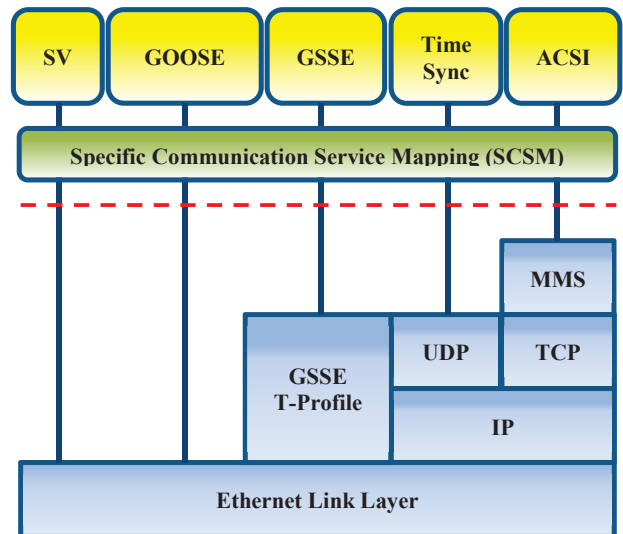 SV
GOOSE
GSSE
Time
Sync
ACSI
Specific Communication Service Mapping (SCSM)
MMS
UDP
TCP
GSSE
T-Profile
IP
Ethernet Link Layer